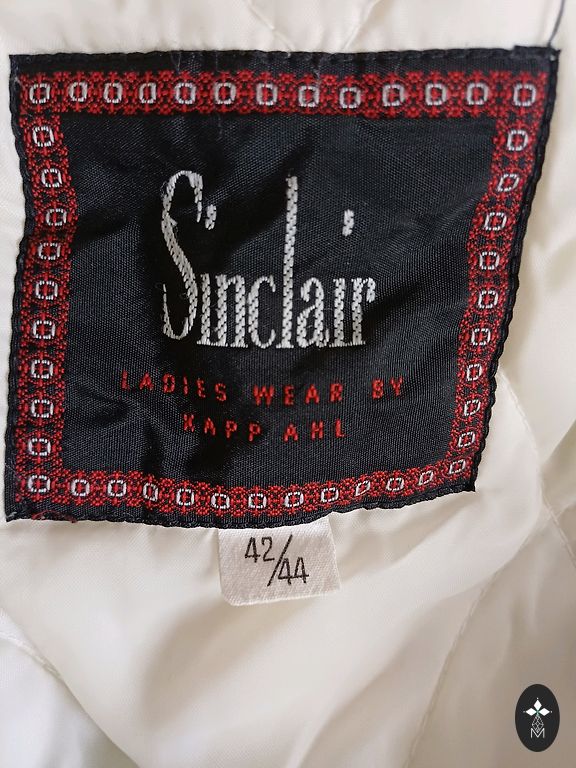 Sinclair
LADIES WEAR BY
KAPP AHL
42/44